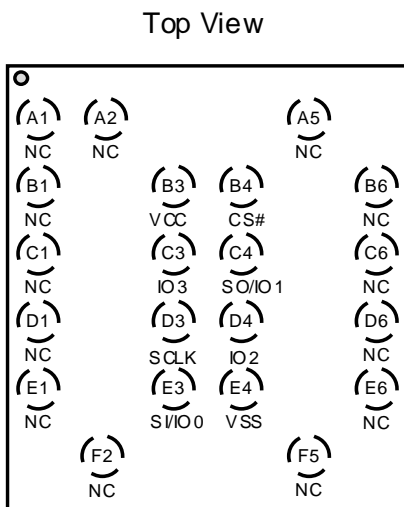 Top View
A1 A2 A5
NC NC NC
B1 B3 B4 B6
NC VCC CS# NC
C1 C3 C4 C6
NC IO3 SO/IO1 NC
D1 D3 D4 D6
NC SCLK IO2 NC
E1 E3 E4 E6
NC SI/IO0 VSS NC
F2 F5
NC NC